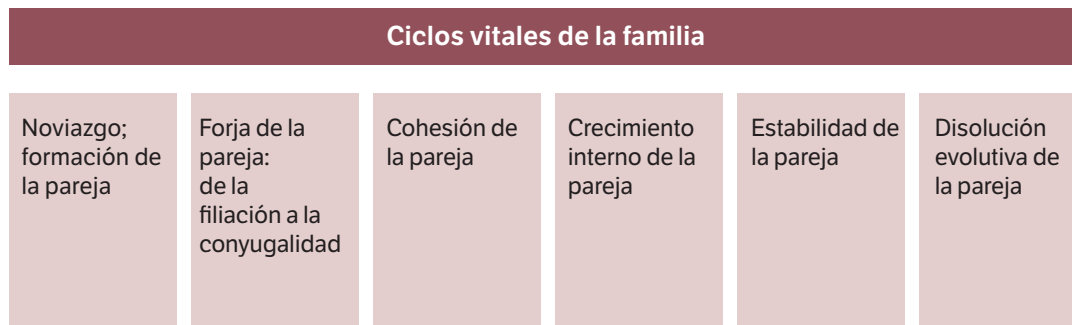 Ciclos vitales de la familia
Noviazgo;
formación de
la pareja
Forja de la
pareja:
de la
filiación a la
conyugalidad
Cohesión de
la pareja
Crecimiento
interno de la
pareja
Estabilidad de
la pareja
Disolución
evolutiva de
la pareja